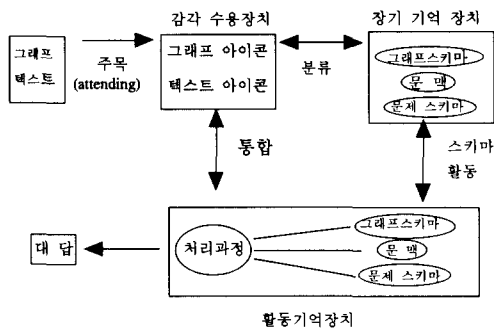 감각 수용장치
장기 기억 장치
그래프
텍스트
주목
(attending)
그래프 아이콘
텍스트 아이콘
분류
그래프스키마
문 맥
문제 스키마
통합
스키마
활동
대 답
처리과정
그래프스키마
문 맥
문제 스키마
활동기억장치